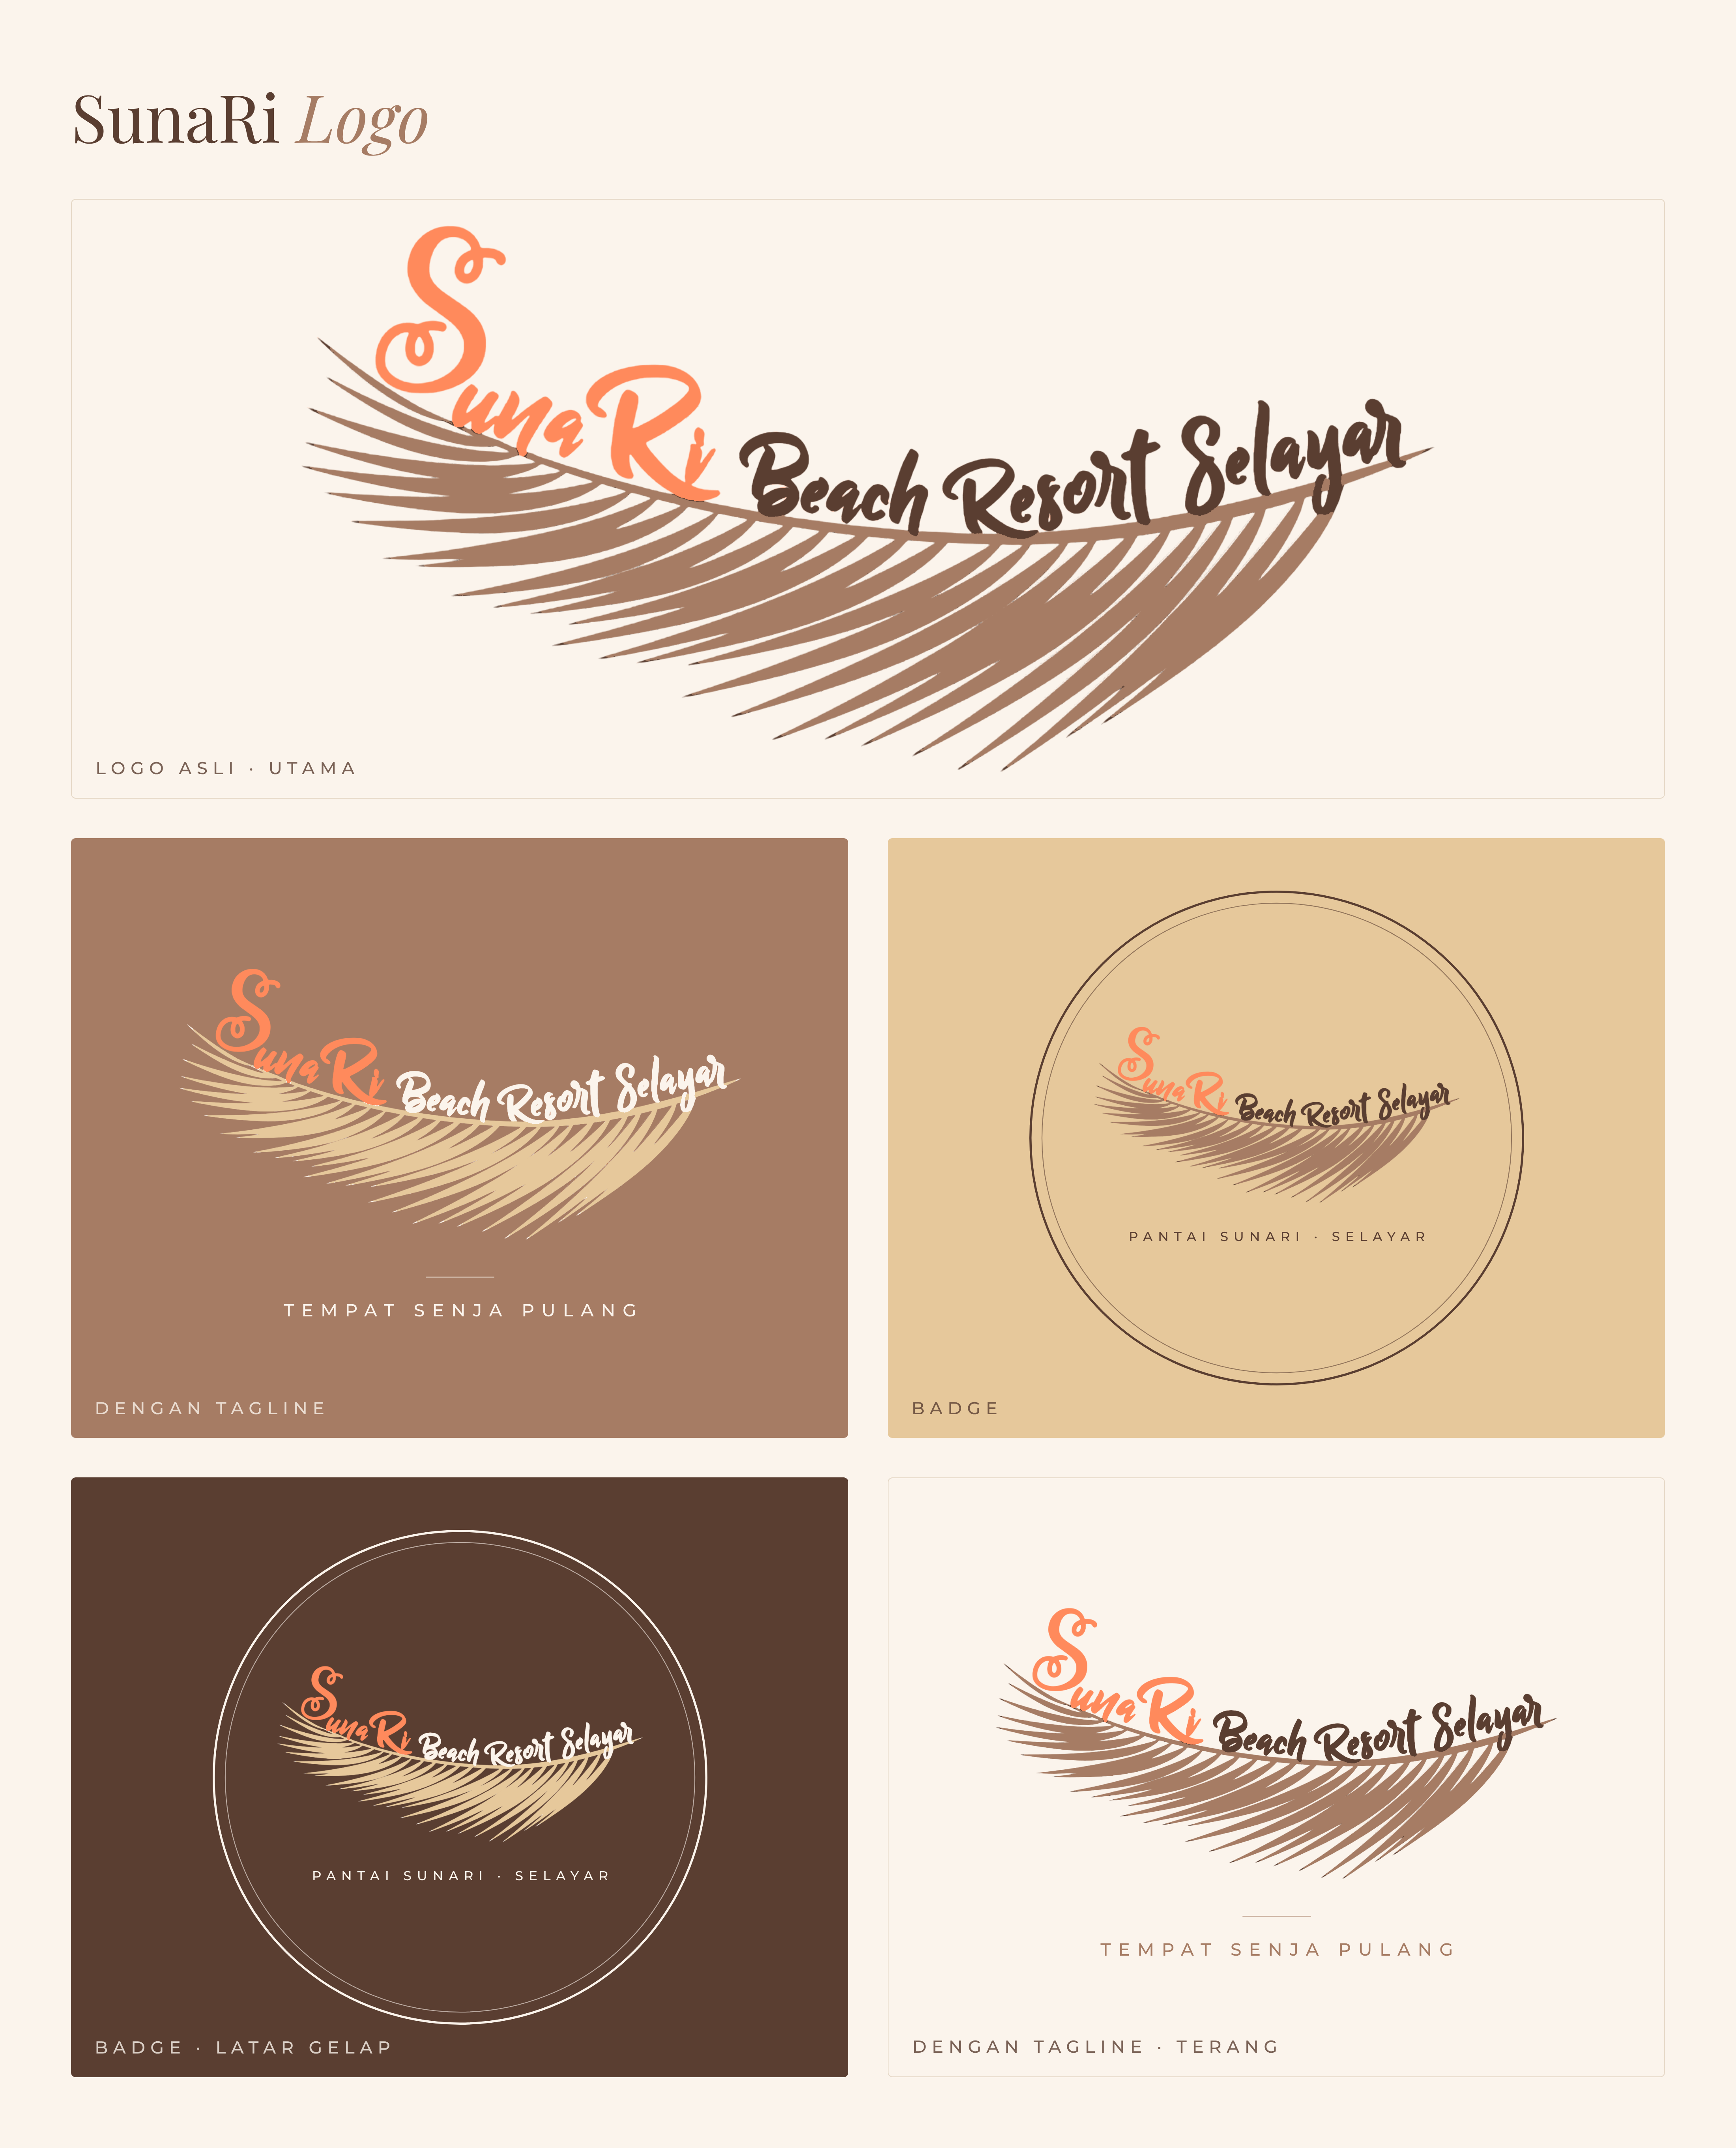 SunaRi Logo
SunaRi Beach Resort Selayar
LOGO ASLI · UTAMA
SunaRi Beach Resort Selayar
TEMPAT SENJA PULANG
DENGAN TAGLINE
SunaRi Beach Resort Selayar
PANTAI SUNARI · SELAYAR
BADGE
SunaRi Beach Resort Selayar
PANTAI SUNARI · SELAYAR
BADGE · LATAR GELAP
SunaRi Beach Resort Selayar
TEMPAT SENJA PULANG
DENGAN TAGLINE · TERANG